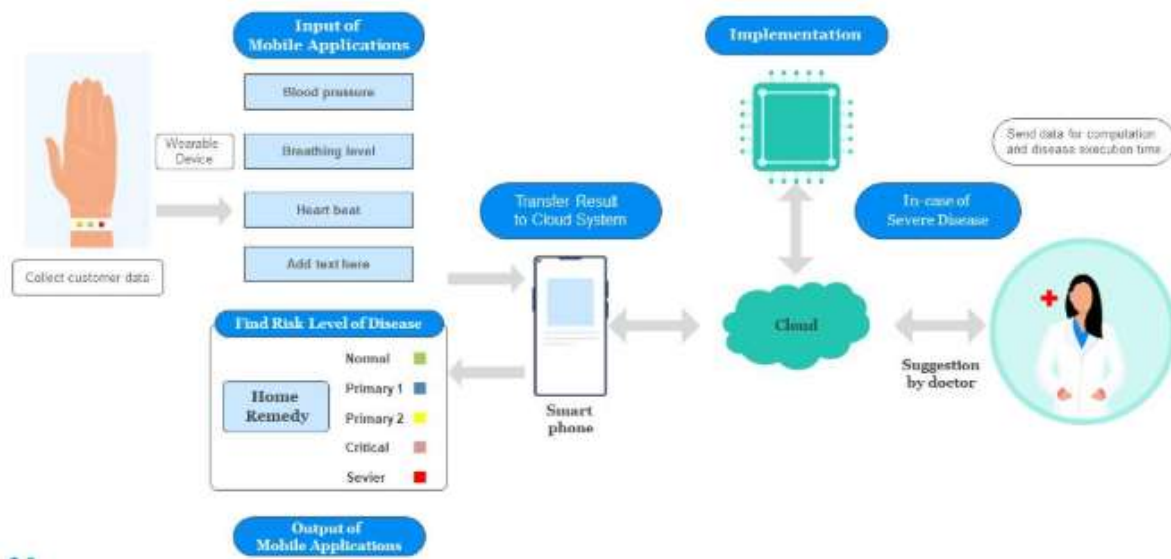 Input of
Mobile Applications
Blood pressure
Breathing level
Heart beat
Add text here
Wearable
Device
Collect customer data
Transfer Result
to Cloud System
Implementation
Send data for computation
and disease execution time
In-case of
Severe Disease
Cloud
Suggestion
by doctor
Smart
phone
Find Risk Level of Disease
Home
Remedy
Normal
Primary 1
Primary 2
Critical
Sevier
Output of
Mobile Applications